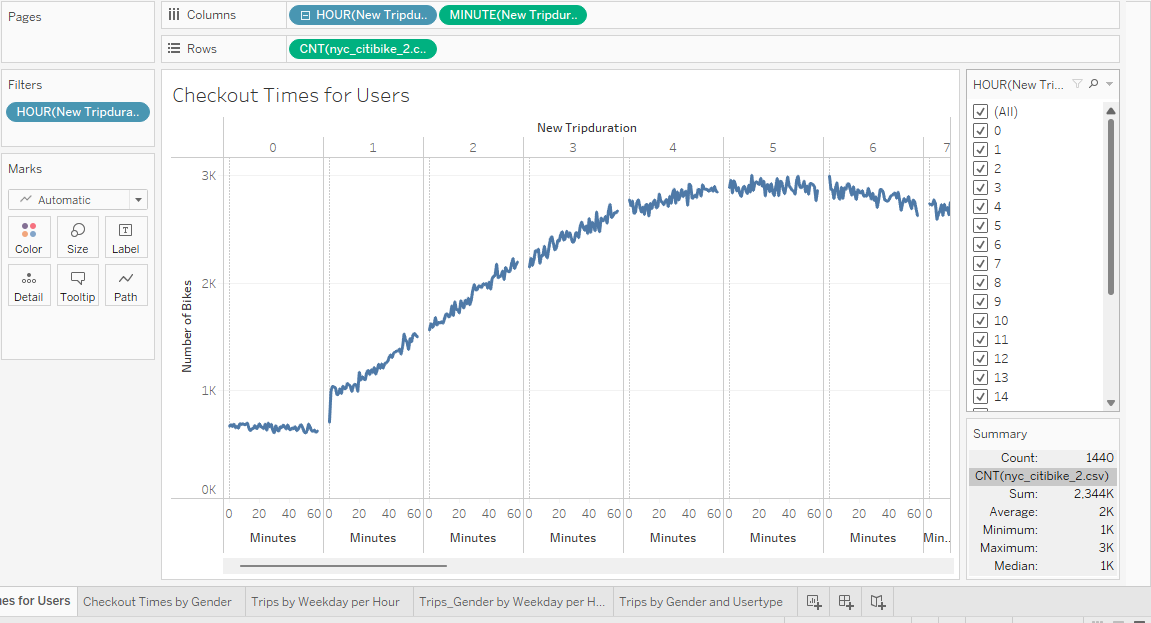 Pages
Columns
HOUR(New Tripdu..
MINUTE(New Tripdur..
Rows
CNT(nyc_citibike_2.c..
Filters
HOUR(New Tripdura..
Marks
Automatic
Color
Size
Label
Detail
Tooltip
Path
Checkout Times for Users
New Tripduration
0 1 2 3 4 5 6 7
3K
2K
1K
0K
Number of Bikes
0 20 40 60 0 20 40 60 0 20 40 60 0 20 40 60 0 20 40 60 0 20 40 60 0 20 40 60 0
Minutes Minutes Minutes Minutes Minutes Minutes Minutes Min..
HOUR(New Tri...
(All)
0
1
2
3
4
5
6
7
8
9
10
11
12
13
14
Summary
Count: 1440
CNT(nyc_citibike_2.csv)
Sum: 2,344K
Average: 2K
Minimum: 1K
Maximum: 3K
Median: 1K
nes for Users
Checkout Times by Gender
Trips by Weekday per Hour
Trips_Gender by Weekday per H...
Trips by Gender and Usertype